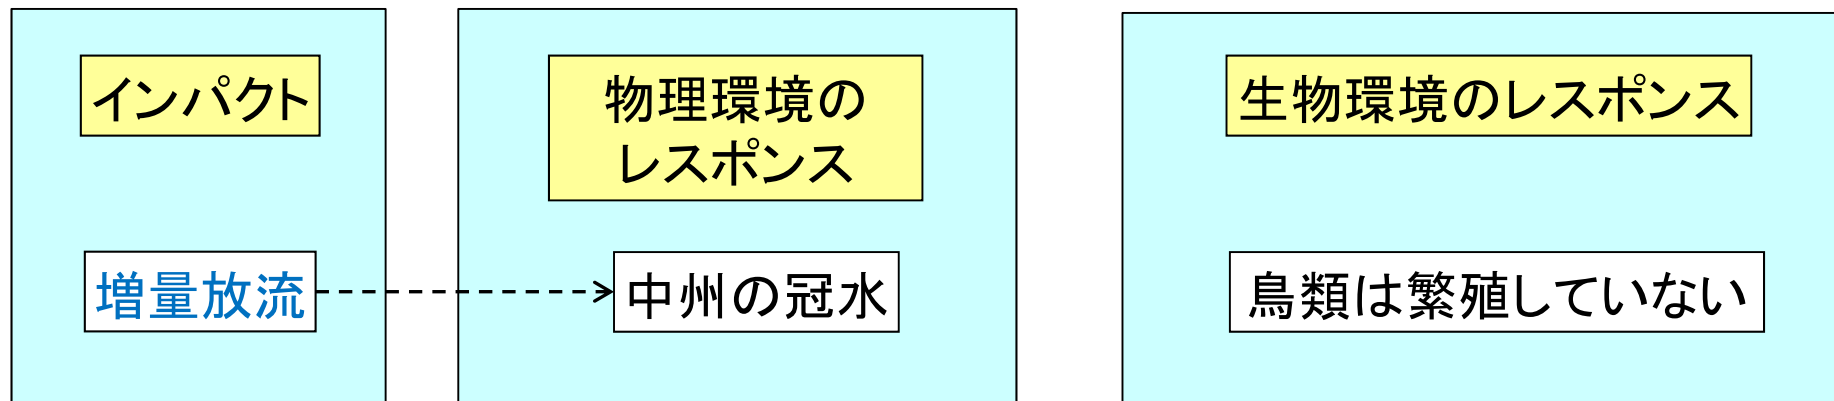 インパクト
物理環境の
レスポンス
生物環境のレスポンス
増量放流
中州の冠水
鳥類は繁殖していない